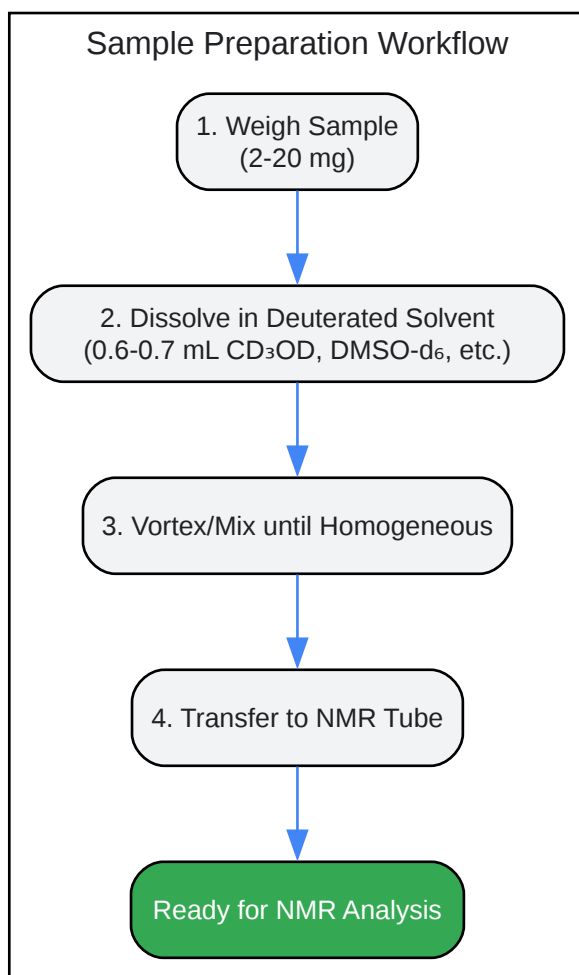 Sample Preparation Workflow
1. Weigh Sample
(2-20 mg)
2. Dissolve in Deuterated Solvent
(0.6-0.7 mL CD₃OD, DMSO-d₆, etc.)
3. Vortex/Mix until Homogeneous
4. Transfer to NMR Tube
Ready for NMR Analysis